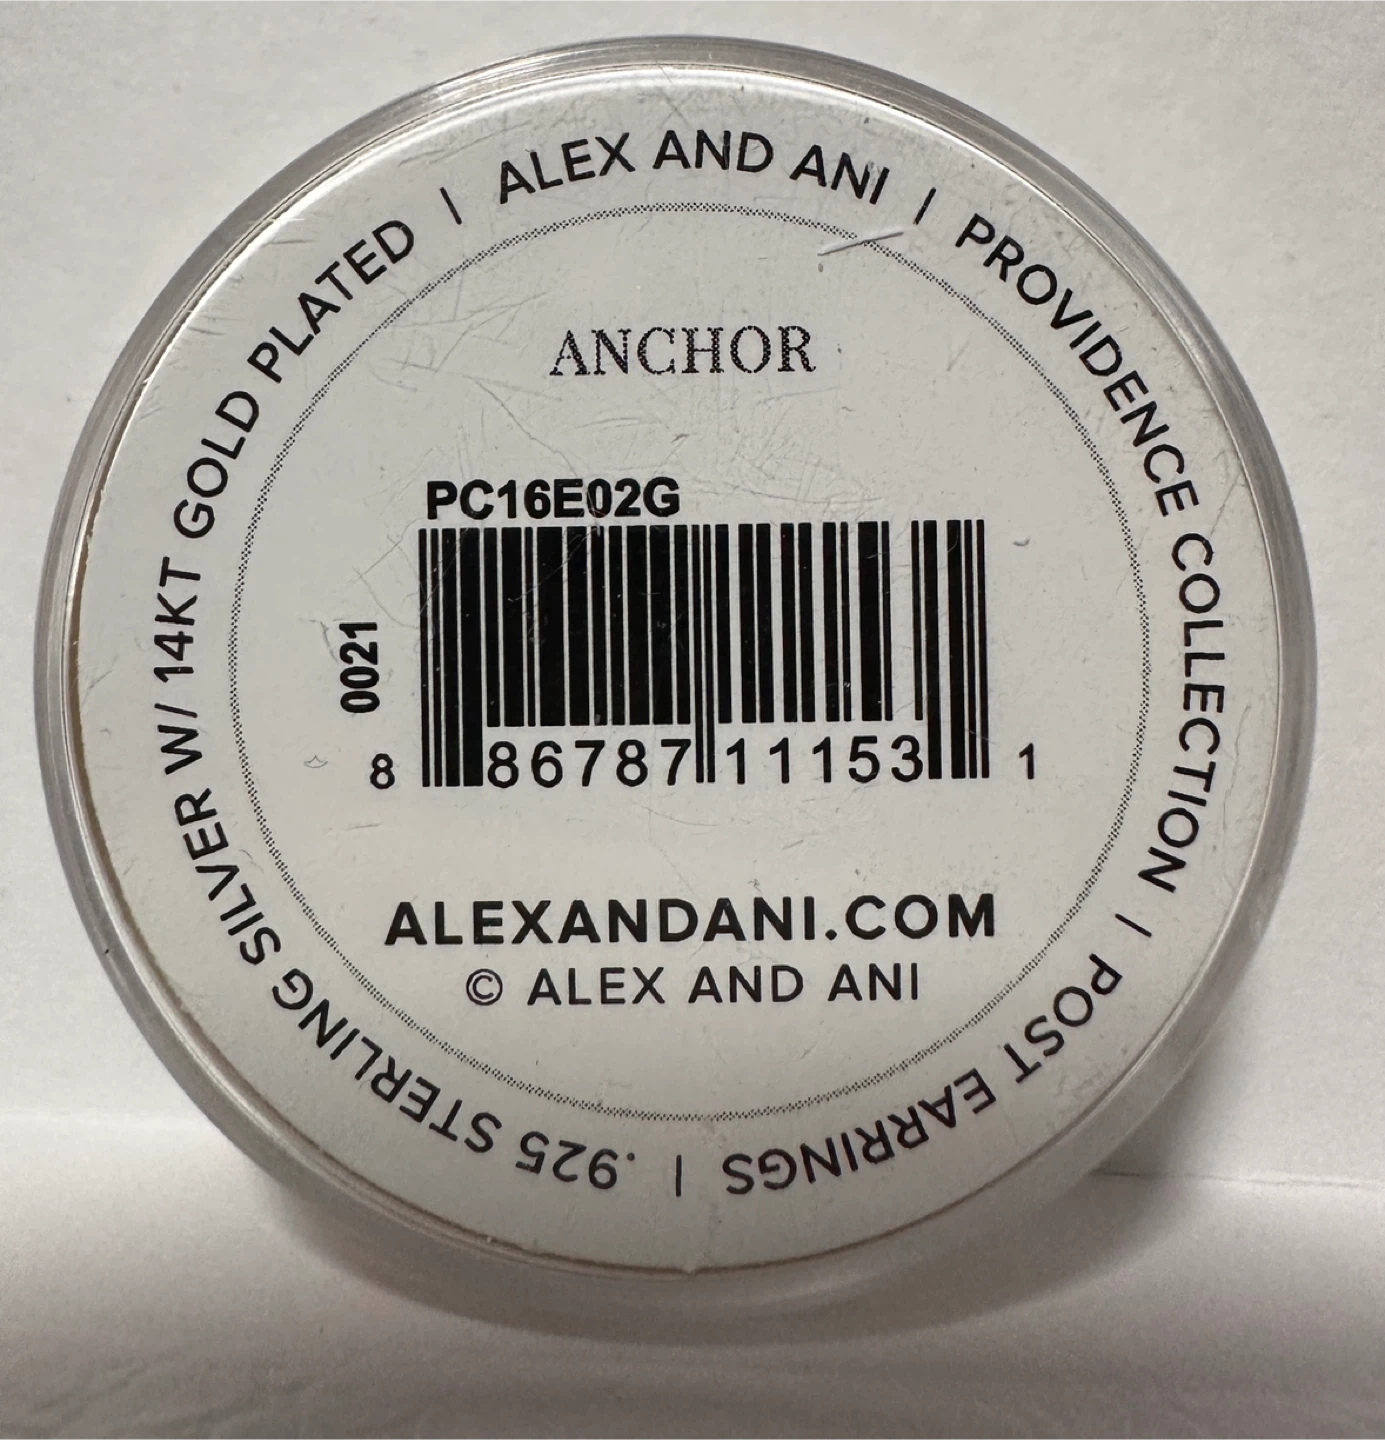 ALEX AND ANI | PROVIDENCE COLLECTION | POST EARRINGS | .925 STERLING SILVER W/ 14KT GOLD PLATED |
ANCHOR
PC16E02G
0021
8 86787 11153 1
ALEXANDANI.COM
© ALEX AND ANI